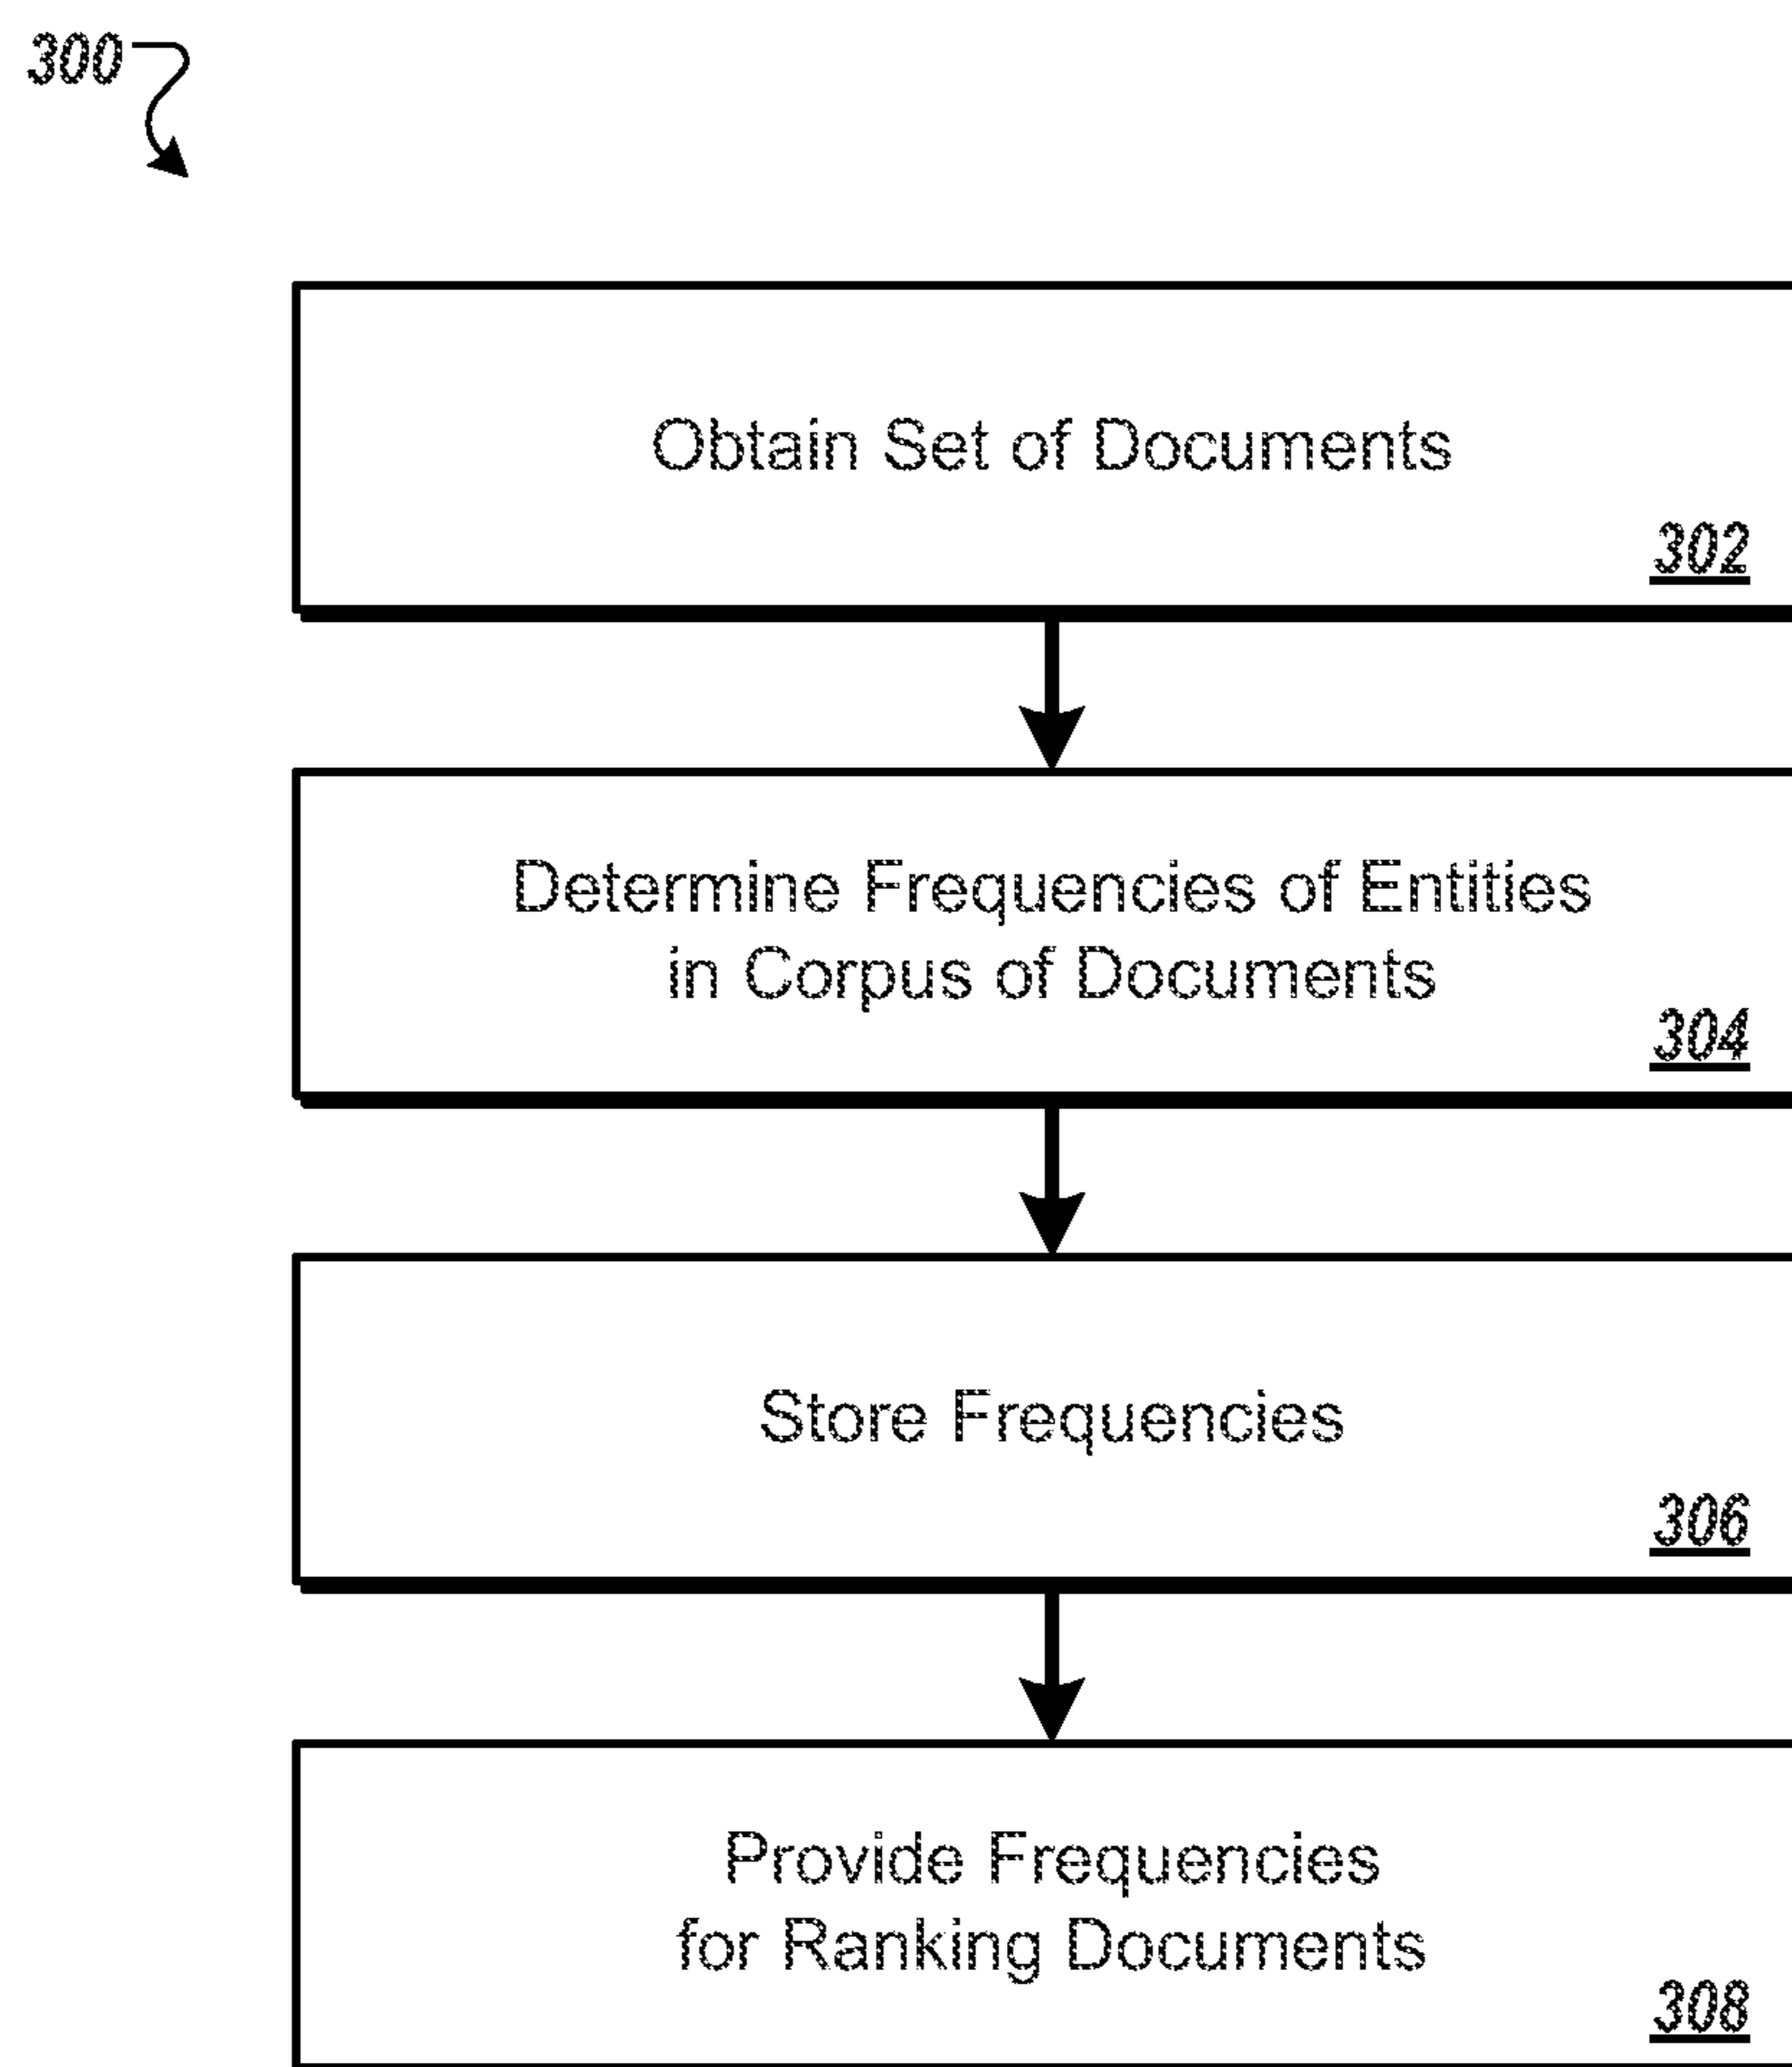 300
Obtain Set of Documents
302
Determine Frequencies of Entities
in Corpus of Documents
304
Store Frequencies
306
Provide Frequencies
for Ranking Documents
308